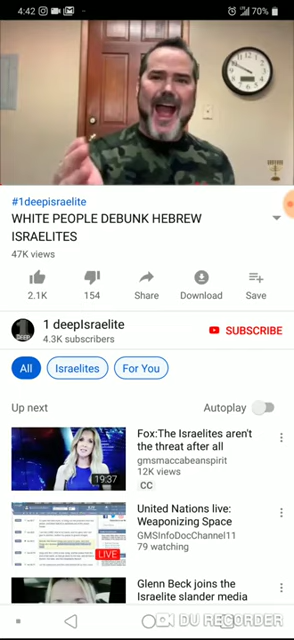 4:42
70%
#1deepisraelite
WHITE PEOPLE DEBUNK HEBREW
ISRAELITES
47K views
2.1K
154
Share
Download
Save
1 deepIsraelite
SUBSCRIBE
4.3K subscribers
All
Israelites
For You
Up next
Autoplay
Fox:The Israelites aren't
the threat after all
gmsmaccabeanspirit
12K views
CC
19:37
United Nations live:
Weaponizing Space
GMSInfoDocChannel11
79 watching
LIVE
Glenn Beck joins the
Israelite slander media
DU RECORDER